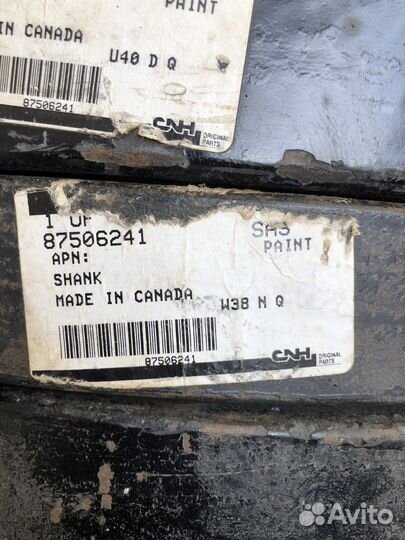 PAINT
IN CANADA
U40 D Q
87506241
CNH ORIGINAL PARTS
1 OF
87506241
PAINT
APN:
SHANK
MADE IN CANADA
W38 N Q
87506241
CNH ORIGINAL PARTS
Avito